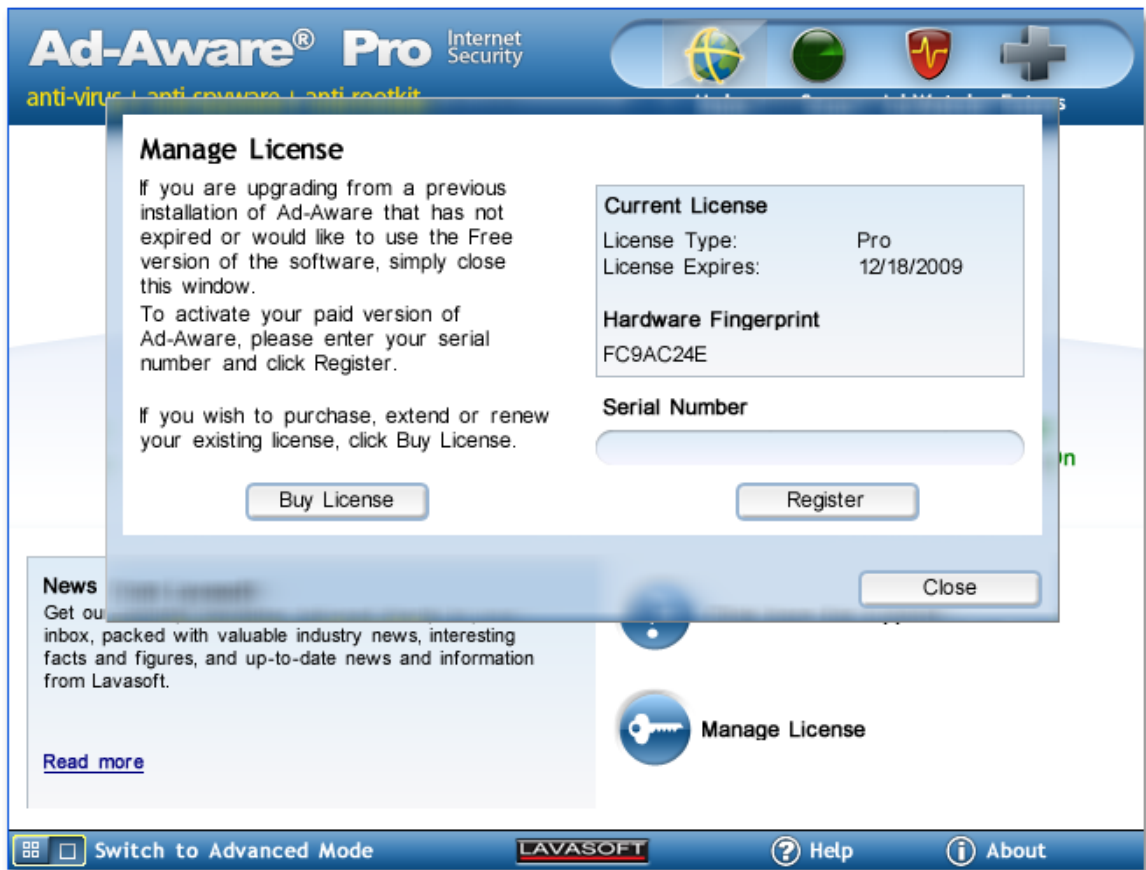 Ad-Aware® Pro Internet Security
anti-virus + anti-spyware + anti-rootkit
Manage License
If you are upgrading from a previous
installation of Ad-Aware that has not
expired or would like to use the Free
version of the software, simply close
this window.
To activate your paid version of
Ad-Aware, please enter your serial
number and click Register.
If you wish to purchase, extend or renew
your existing license, click Buy License.
Buy License
Current License
License Type: Pro
License Expires: 12/18/2009
Hardware Fingerprint
FC9AC24E
Serial Number
Register
Close
News
Get ou
inbox, packed with valuable industry news, interesting
facts and figures, and up-to-date news and information
from Lavasoft.
Read more
Manage License
Switch to Advanced Mode
LAVASOFT
Help
About